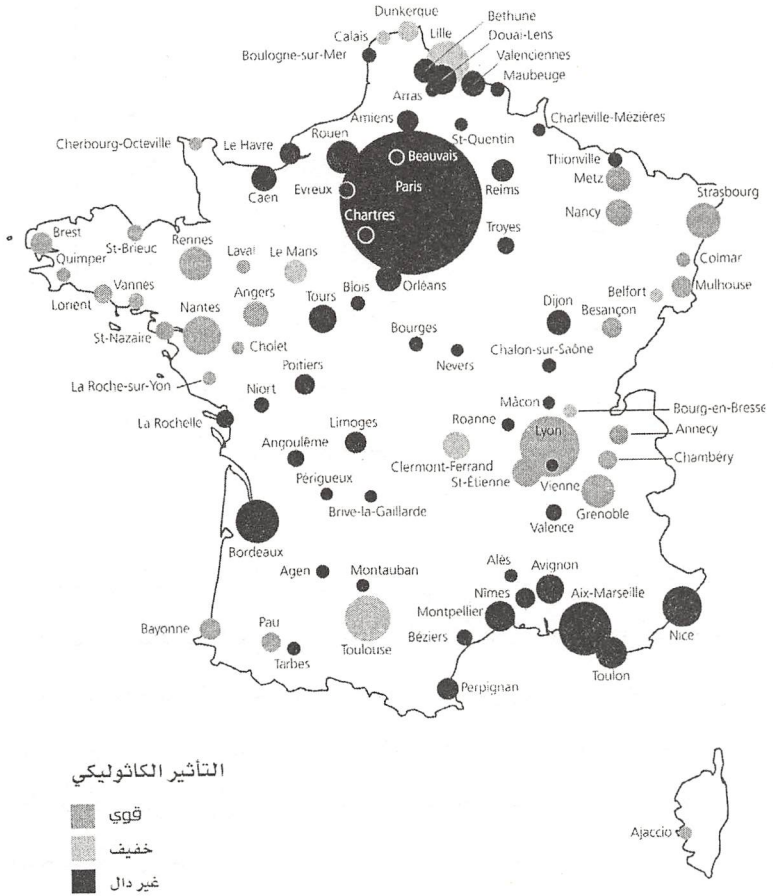 Dunkerque
Calais
Lille
Bethune
Boulogne-sur-Mer
Douai-Lens
Valenciennes
Maubeuge
Arras
Amiens
St-Quentin
Charleville-Mézières
Cherbourg-Octeville
Le Havre
Rouen
Beauvais
Thionville
Metz
Caen
Evreux
Paris
Reims
Strasbourg
Chartres
Nancy
Troyes
Brest
St-Brieuc
Rennes
Laval
Le Mans
Colmar
Quimper
Vannes
Lorient
Angers
Tours
Blois
Orléans
Dijon
Belfort
Mulhouse
Besançon
Nantes
St-Nazaire
Cholet
Bourges
Nevers
Chalon-sur-Saône
La Roche-sur-Yon
Poitiers
Niort
Mâcon
Bourg-en-Bresse
La Rochelle
Limoges
Roanne
Lyon
Annecy
Angoulême
Clermont-Ferrand
Chambéry
Périgueux
St-Étienne
Vienne
Grenoble
Brive-la-Gaillarde
Valence
Bordeaux
Agen
Montauban
Alès
Avignon
Nîmes
Aix-Marseille
Bayonne
Pau
Toulouse
Montpellier
Béziers
Nice
Tarbes
Toulon
Perpignan
التأثير الكاثوليكي
قوي
خفيف
غير دال
Ajaccio